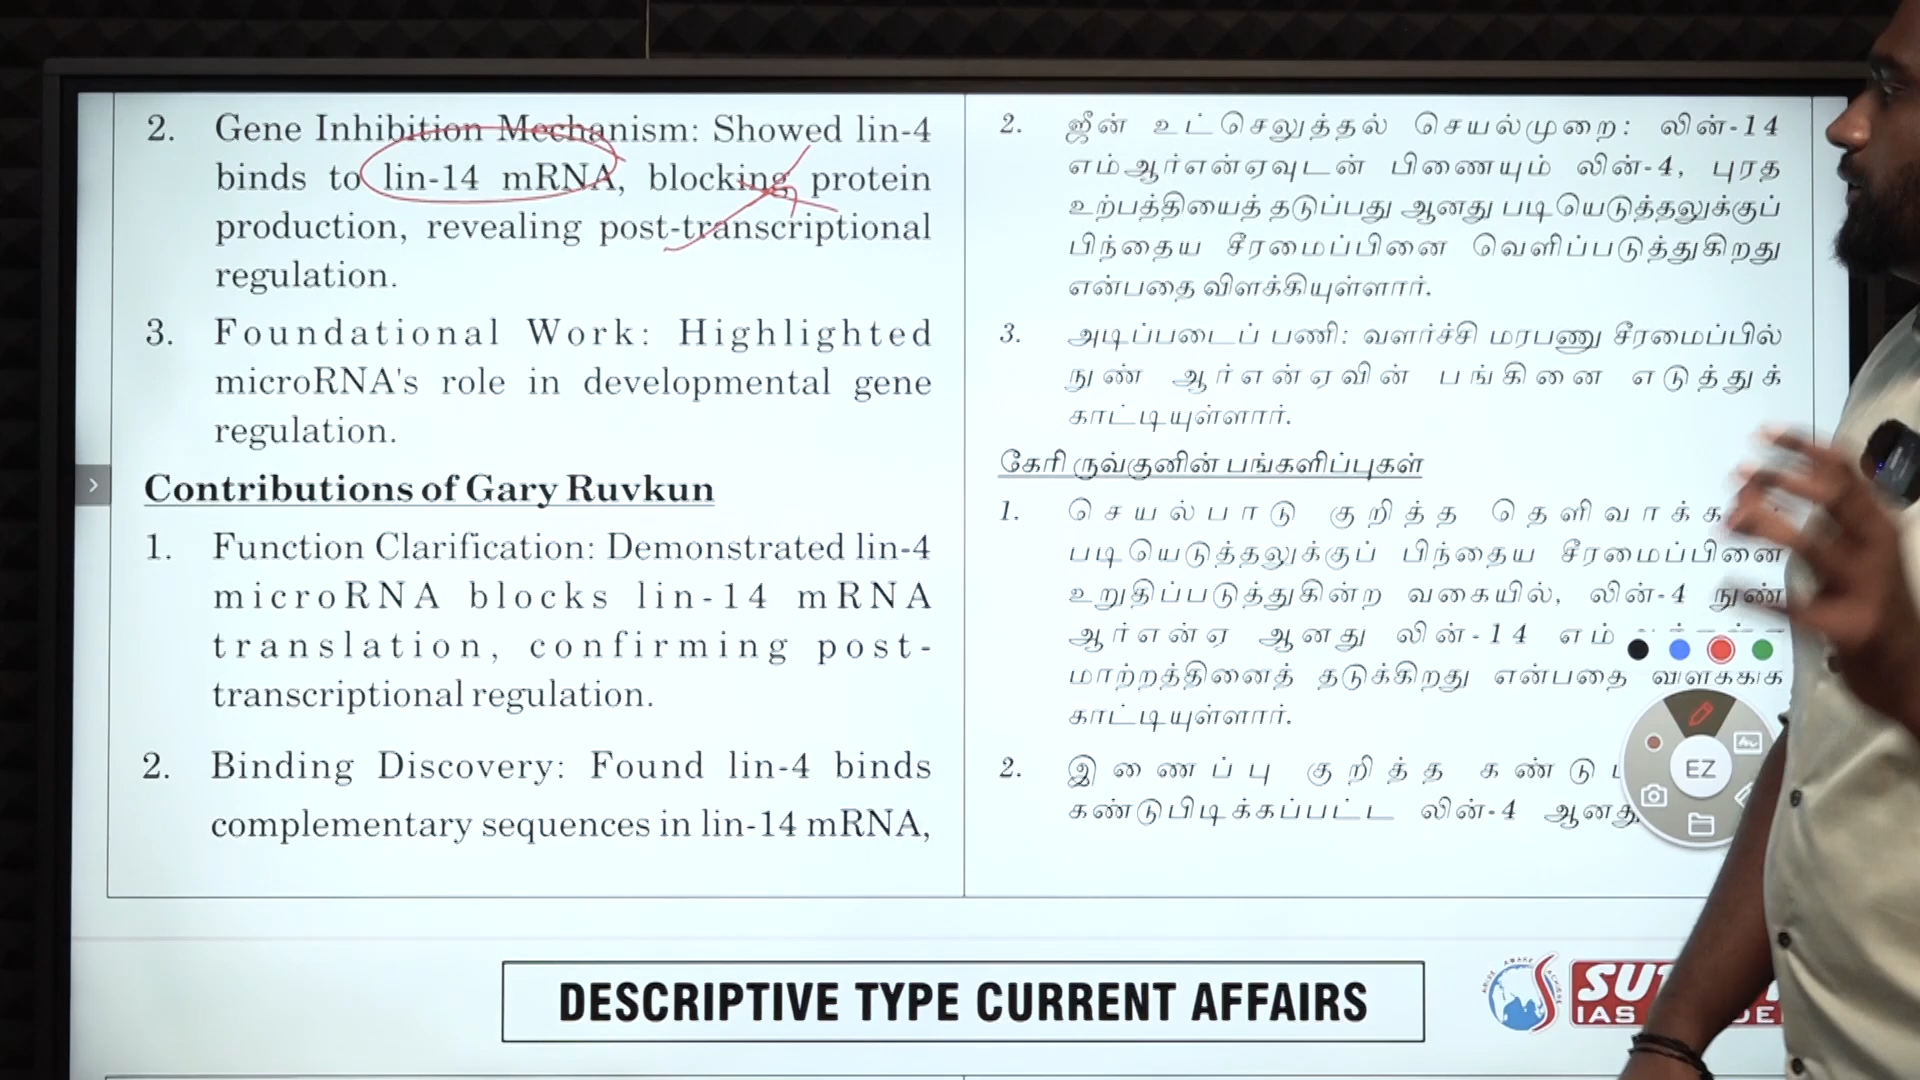 2. Gene Inhibition Mechanism: Showed lin-4
binds to lin-14 mRNA, blocking protein
production, revealing post-transcriptional
regulation.
3. Foundational Work: Highlighted
microRNA's role in developmental gene
regulation.
Contributions of Gary Ruvkun
1. Function Clarification: Demonstrated lin-4
microRNA blocks lin-14 mRNA
translation, confirming post-
transcriptional regulation.
2. Binding Discovery: Found lin-4 binds
complementary sequences in lin-14 mRNA,
2. ஜீன் உட்செலுத்தல் செயல்முறை: லின்-14
எம்ஆர்என்ஏவுடன் பிணையும் லின்-4, புரத
உற்பத்தியைத் தடுப்பது ஆனது படியெடுத்தலுக்குப்
பிந்தைய சீரமைப்பினை வெளிப்படுத்துகிறது
என்பதை விளக்கியுள்ளார்.
3. அடிப்படைப் பணி: வளர்ச்சி மரபணு சீரமைப்பில்
நுண் ஆர்என்ஏவின் பங்கினை எடுத்துக்
காட்டியுள்ளார்.
கேரி ருவ்குனின் பங்களிப்புகள்
1. செயல்பாடு குறித்த
படியெடுத்தலுக்குப் பிந்தைய சீரமைப்பினை
உறுதிப்படுத்துகின்ற வகையில், லின்-4 நுண்
ஆர்என்ஏ ஆனது லின்-14 எம்
மாற்றத்தினைத் தடுக்கிறது என்பதை
காட்டியுள்ளார்.
2. இணைப்பு குறித்த
கண்டுபிடிக்கப்பட்ட லின்-4 ஆனது
EZ
DESCRIPTIVE TYPE CURRENT AFFAIRS
IAS